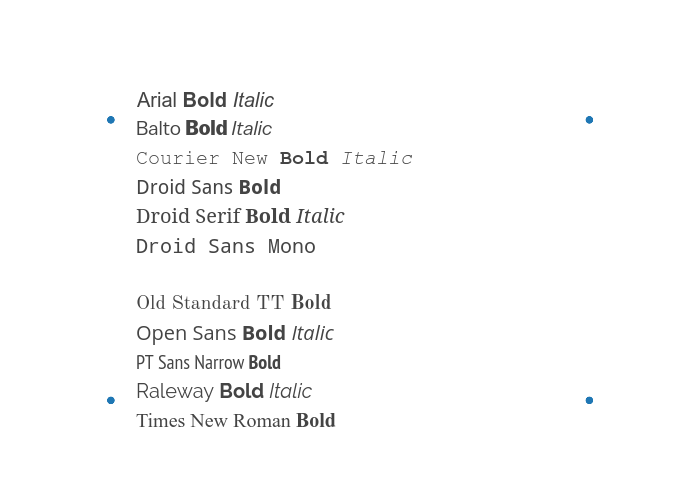 Arial Bold Italic
Balto Bold Italic
Courier New Bold Italic
Droid Sans Bold
Droid Serif Bold Italic
Droid Sans Mono
Old Standard TT Bold
Open Sans Bold Italic
PT Sans Narrow Bold
Raleway Bold Italic
Times New Roman Bold